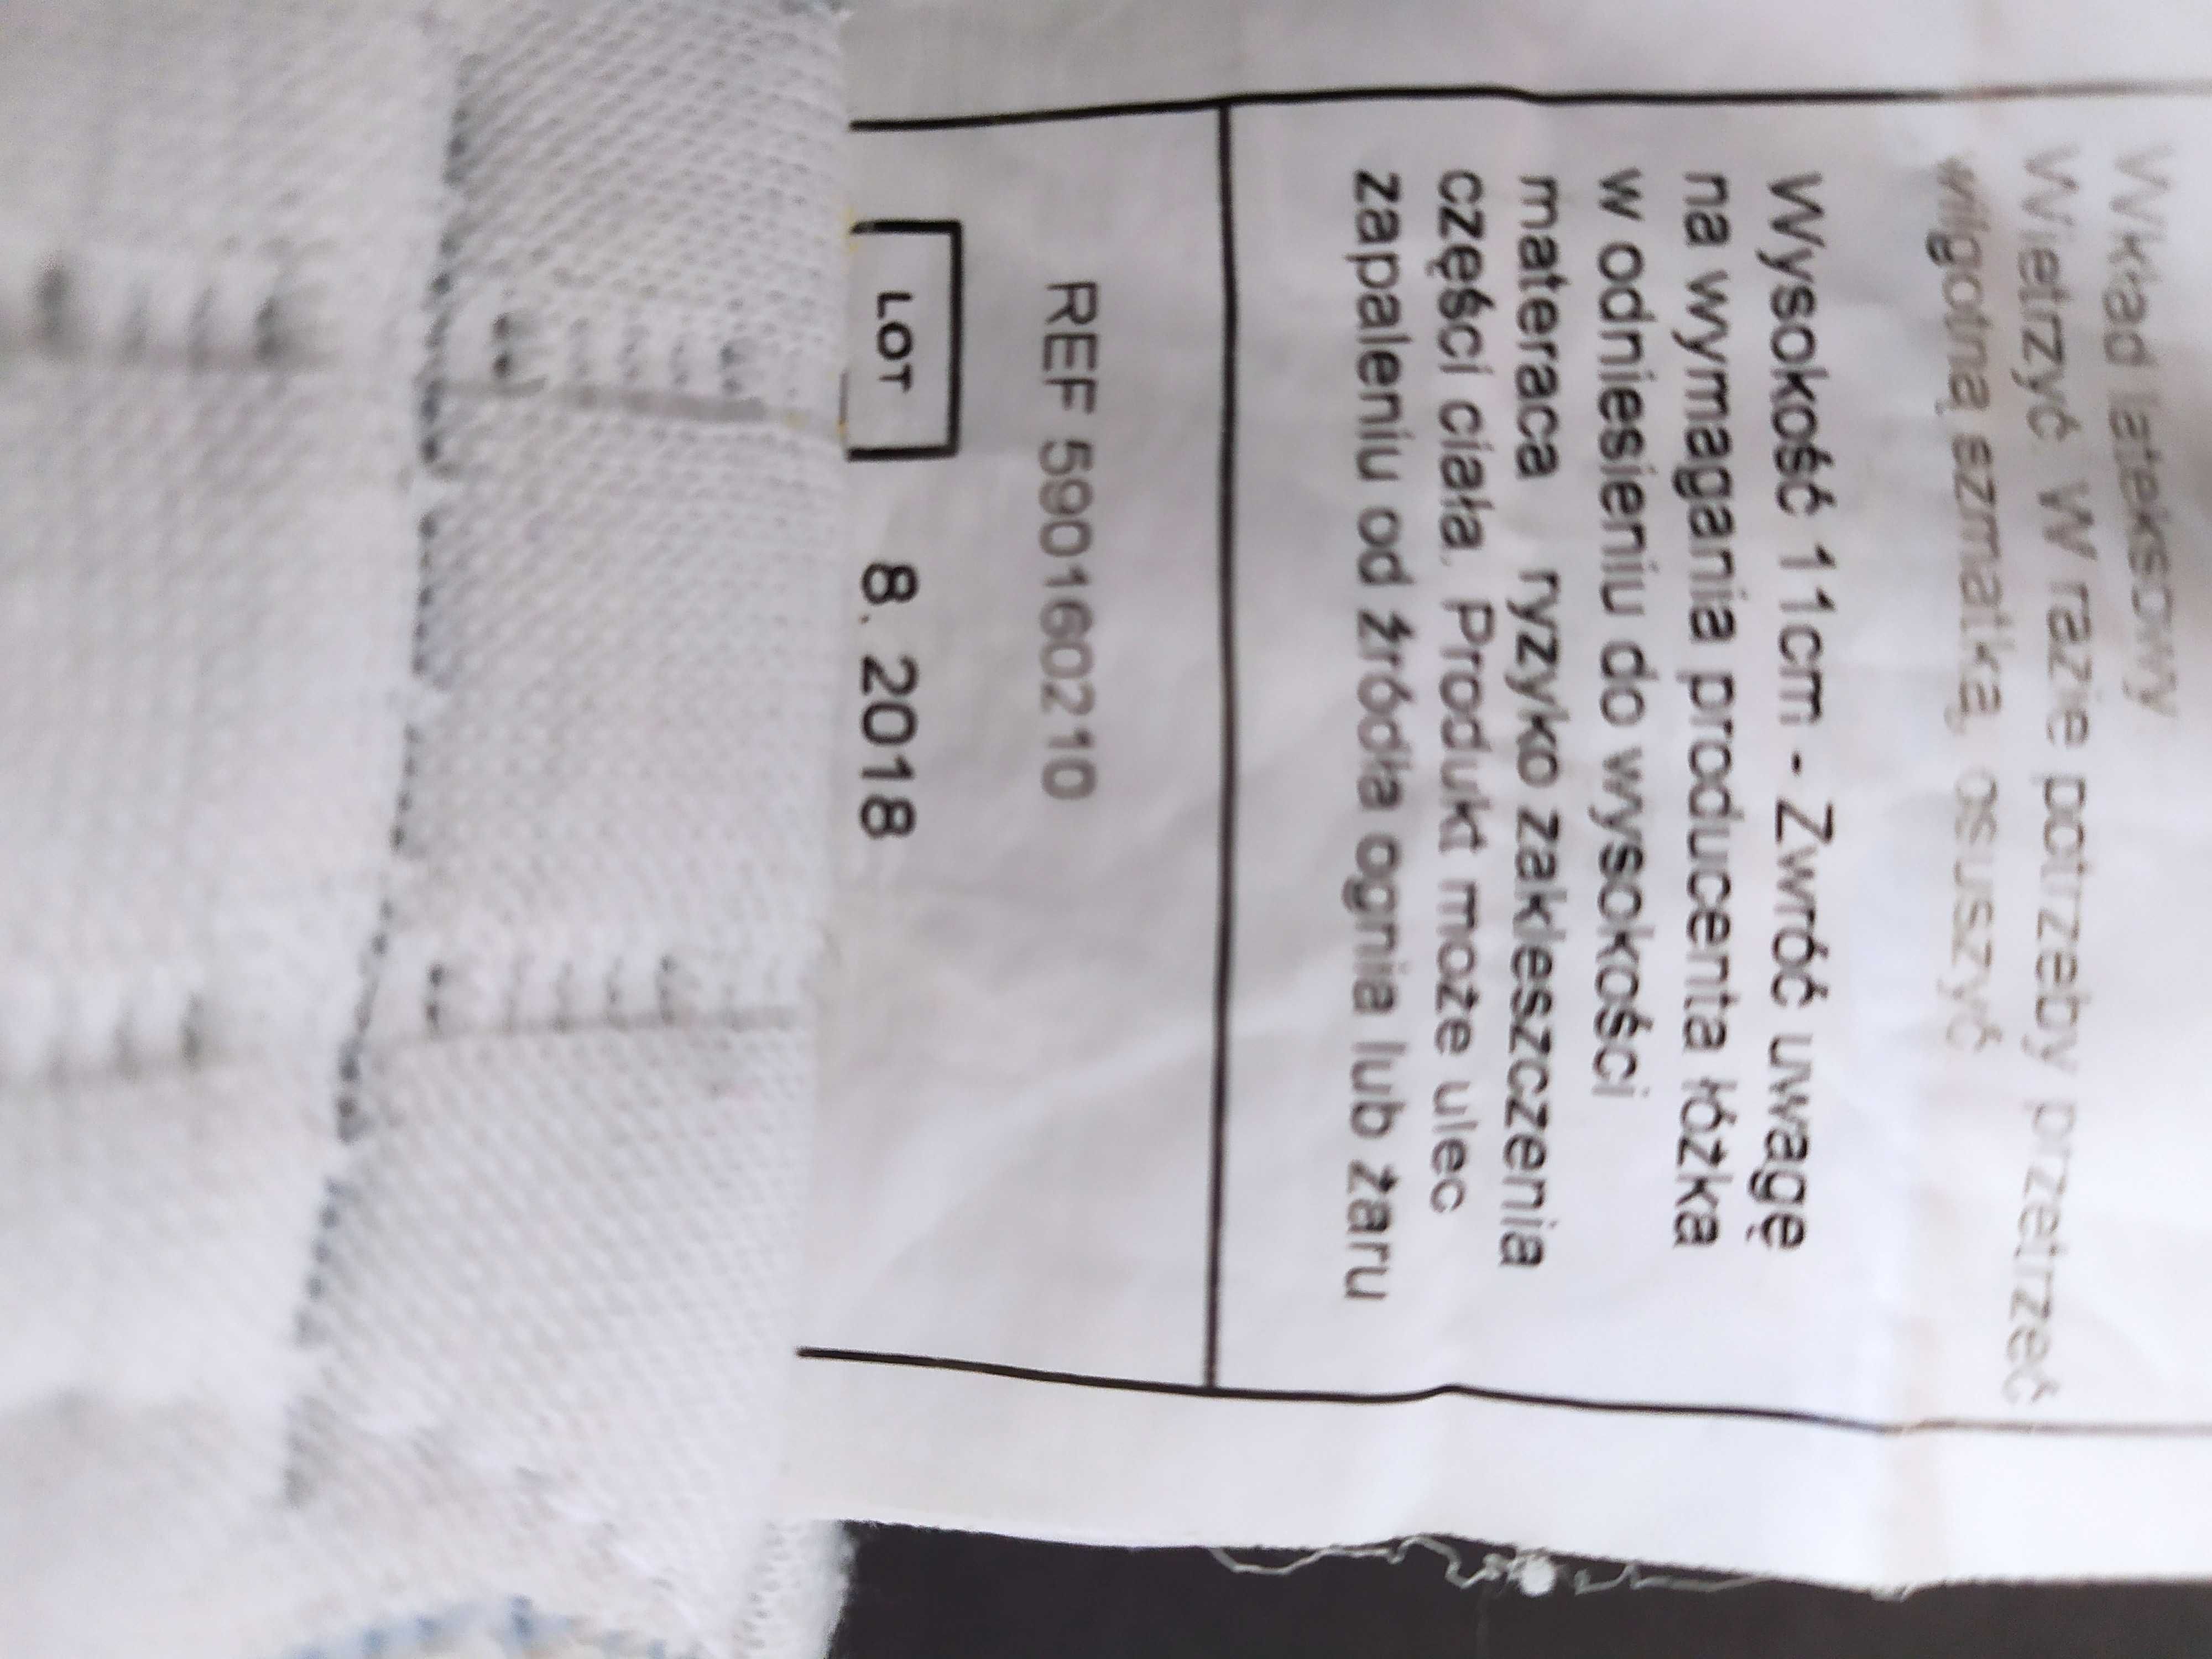 Wkład lateksowy
Wietrzyć. W razie potrzeby przetrzeć
wilgotną szmatką, osuszyć
Wysokość 11cm - Zwróć uwagę
na wymagania producenta łóżka
w odniesieniu do wysokości
materaca ryzyko zakleszczenia
części ciała. Produkt może ulec
zapaleniu od źródła ognia lub żaru
REF 590160210
LOT 8. 2018